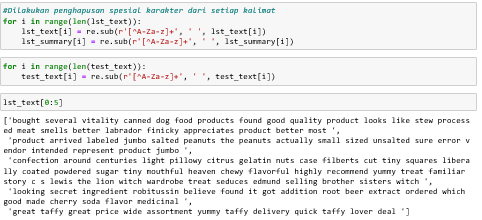 #Dilakukan penghapusan spesial karakter dari setiap kalimat
for i in range(len(lst_text)):
    lst_text[i] = re.sub(r'[^A-Za-z]+', ' ', lst_text[i])
    lst_summary[i] = re.sub(r'[^A-Za-z]+', ' ', lst_summary[i])
for i in range(len(test_text)):
    test_text[i] = re.sub(r'[^A-Za-z]+', ' ', test_text[i])
lst_text[0:5]
['bought several vitality canned dog food products found good quality product looks like stew process
ed meat smells better labrador finicky appreciates product better most ',
 'product arrived labeled jumbo salted peanuts the peanuts actually small sized unsalted sure error v
endor intended represent product jumbo ',
 'confection around centuries light pillowy citrus gelatin nuts case filberts cut tiny squares libera
lly coated powdered sugar tiny mouthful heaven chewy flavorful highly recommend yummy treat familiar
story c s lewis the lion witch wardrobe treat seduces edmund selling brother sisters witch ',
 'looking secret ingredient robitussin believe found it got addition root beer extract ordered which
good made cherry soda flavor medicinal ',
 'great taffy great price wide assortment yummy taffy delivery quick taffy lover deal ']